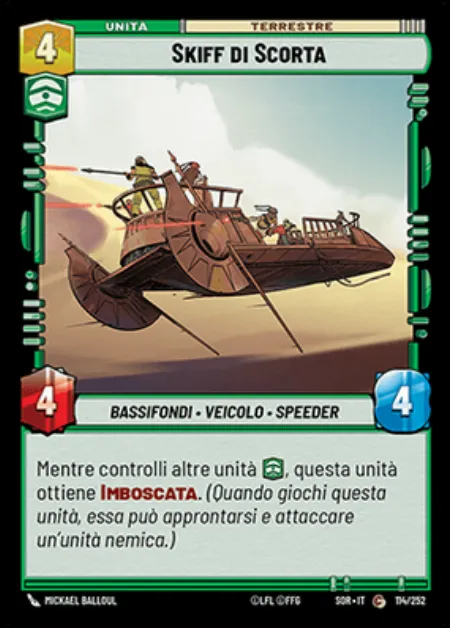 UNITÀ
TERRESTRE
4
SKIFF DI SCORTA
4
BASSIFONDI • VEICOLO • SPEEDER
4
Mentre controlli altre unità , questa unità
ottiene IMBOSCATA. (Quando giochi questa
unità, essa può approntarsi e attaccare
un'unità nemica.)
MICKAEL BALLOUL
©LFL ©FFG
SOR•IT
C
114/252